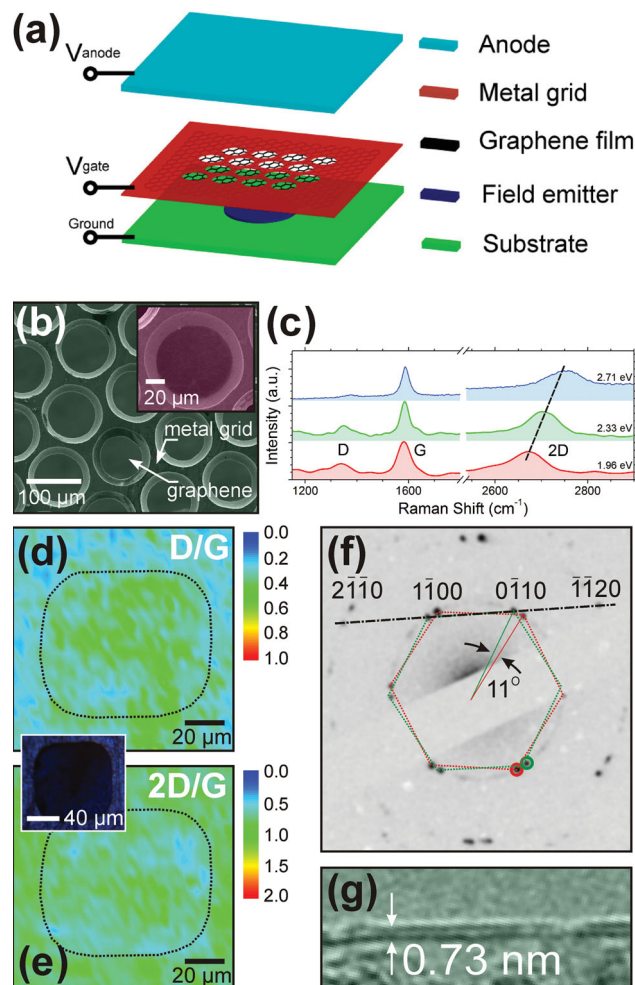 (a)
Vanode
Vgate
Ground
Anode
Metal grid
Graphene film
Field emitter
Substrate
(b)
20 µm
metal grid
graphene
100 µm
(c)
Intensity (a.u.)
2.71 eV
2.33 eV
1.96 eV
D
G
2D
1200
1600
2600
2800
Raman Shift (cm⁻¹)
(d)
D/G
20 µm
0.0
0.2
0.4
0.6
0.8
1.0
40 µm
2D/G
(e)
20 µm
0.0
0.5
1.0
1.5
2.0
(f)
21̅1̅0
11̅00
01̅10
1̅1̅20
11°
(g)
0.73 nm